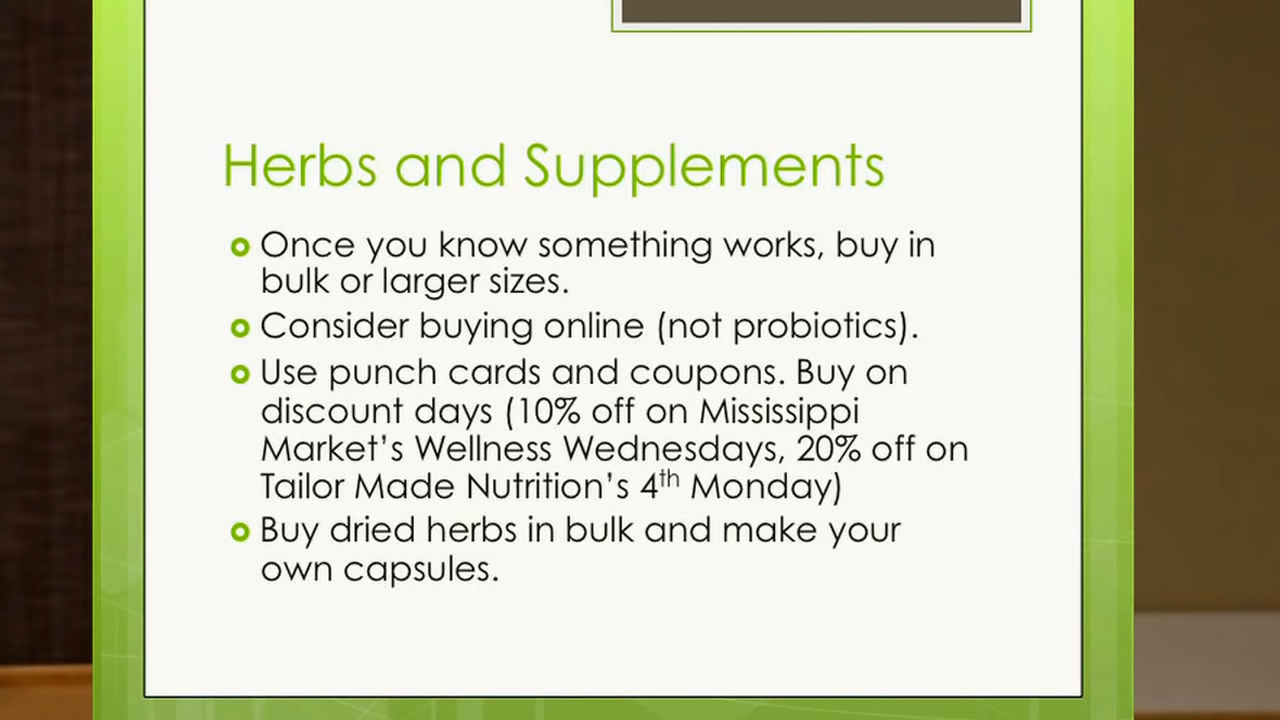 Herbs and Supplements
Once you know something works, buy in
bulk or larger sizes.
Consider buying online (not probiotics).
Use punch cards and coupons. Buy on
discount days (10% off on Mississippi
Market’s Wellness Wednesdays, 20% off on
Tailor Made Nutrition’s 4th Monday)
Buy dried herbs in bulk and make your
own capsules.